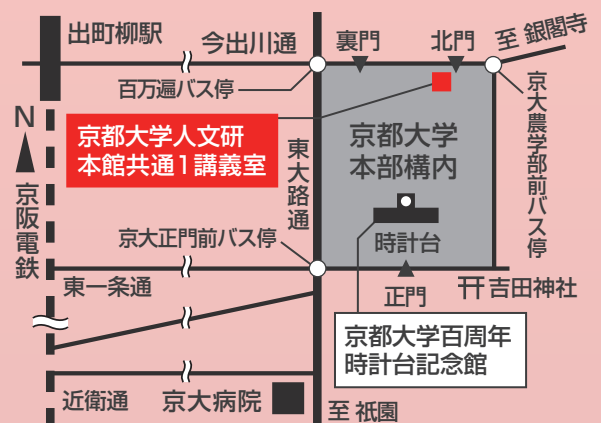 出町柳駅
今出川通
裏門
北門
至 銀閣寺
百万遍バス停
N
京阪電鉄
京都大学人文研
本館共通1講義室
東大路通
京都大学
本部構内
京大農学部前バス停
時計台
京大正門前バス停
東一条通
正門
吉田神社
京都大学百周年
時計台記念館
近衛通
京大病院
至 祇園